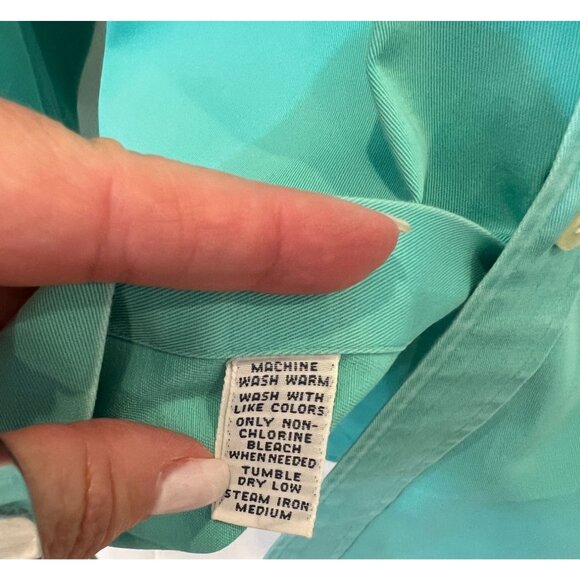 MACHINE
WASH WARM
WASH WITH
LIKE COLORS
ONLY NON-
CHLORINE
BLEACH
WHEN NEEDED
TUMBLE
DRY LOW
STEAM IRON
MEDIUM